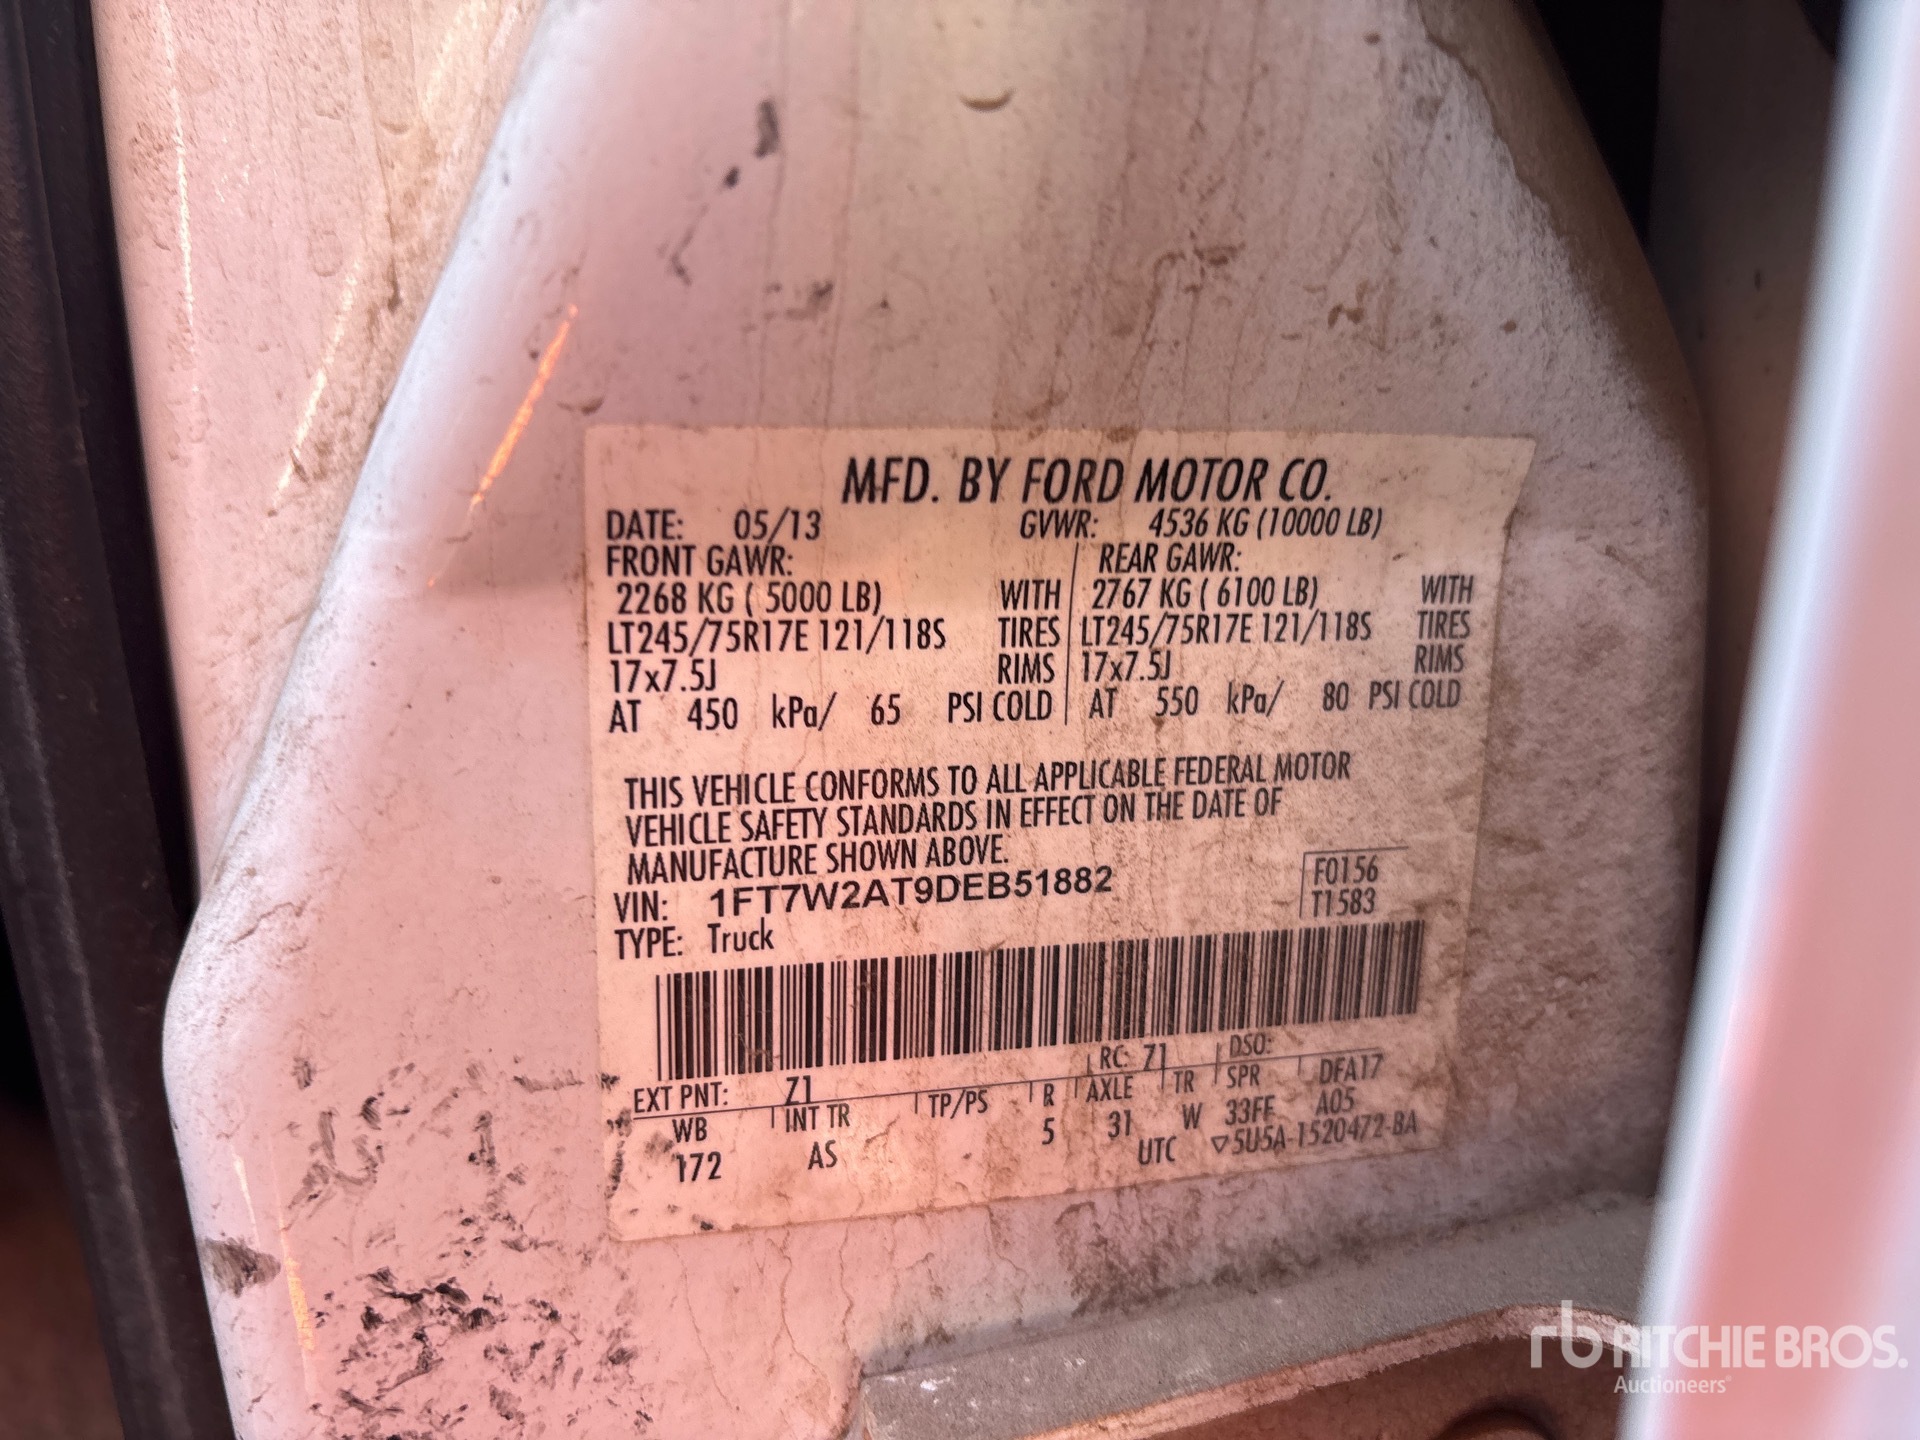 MFD. BY FORD MOTOR CO.
DATE: 05/13 GVWR: 4536 KG (10000 LB)
FRONT GAWR: REAR GAWR:
2268 KG ( 5000 LB) WITH 2767 KG ( 6100 LB) WITH
LT245/75R17E 121/118S TIRES LT245/75R17E 121/118S TIRES
17x7.5J RIMS 17x7.5J RIMS
AT 450 kPa/ 65 PSI COLD AT 550 kPa/ 80 PSI COLD
THIS VEHICLE CONFORMS TO ALL APPLICABLE FEDERAL MOTOR
VEHICLE SAFETY STANDARDS IN EFFECT ON THE DATE OF
MANUFACTURE SHOWN ABOVE.
VIN: 1FT7W2AT9DEB51882 F0156
TYPE: Truck T1583
EXT PNT: Z1 RC: 71 DSO:
WB INT TR TP/PS R AXLE TR SPR DFA17
172 AS 5 31 W 33FF A05
UTC ▽5U5A-1520472-BA
rb RITCHIE BROS.
Auctioneers